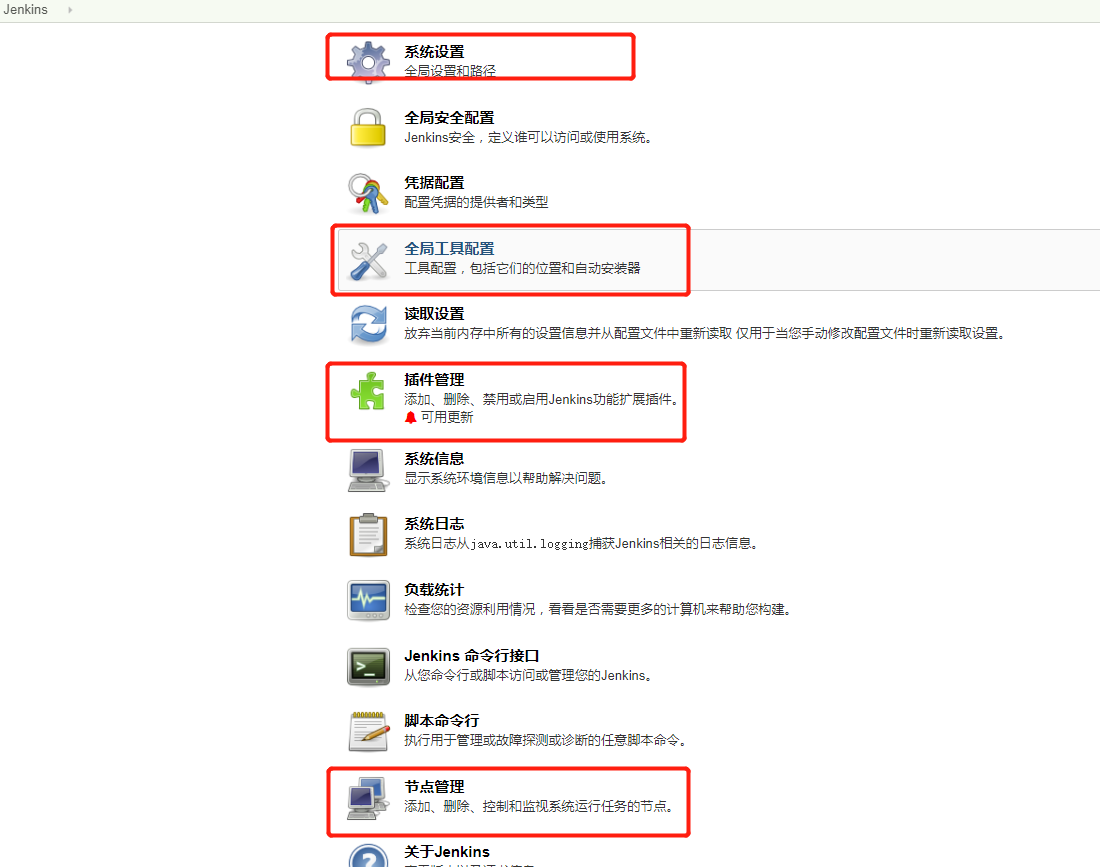 Jenkins
系统设置
全局设置和路径
全局安全配置
Jenkins安全，定义谁可以访问或使用系统。
凭据配置
配置凭据的提供者和类型
全局工具配置
工具配置，包括它们的位置和自动安装器
读取设置
放弃当前内存中所有的设置信息并从配置文件中重新读取 仅用于当您手动修改配置文件时重新读取设置。
插件管理
添加、删除、禁用或启用Jenkins功能扩展插件。
可用更新
系统信息
显示系统环境信息以帮助解决问题。
系统日志
系统日志从java.util.logging捕获Jenkins相关的日志信息。
负载统计
检查您的资源利用情况，看看是否需要更多的计算机来帮助您构建。
Jenkins 命令行接口
从您命令行或脚本访问或管理您的Jenkins。
脚本命令行
执行用于管理或故障探测或诊断的任意脚本命令。
节点管理
添加、删除、控制和监视系统运行任务的节点。
关于Jenkins